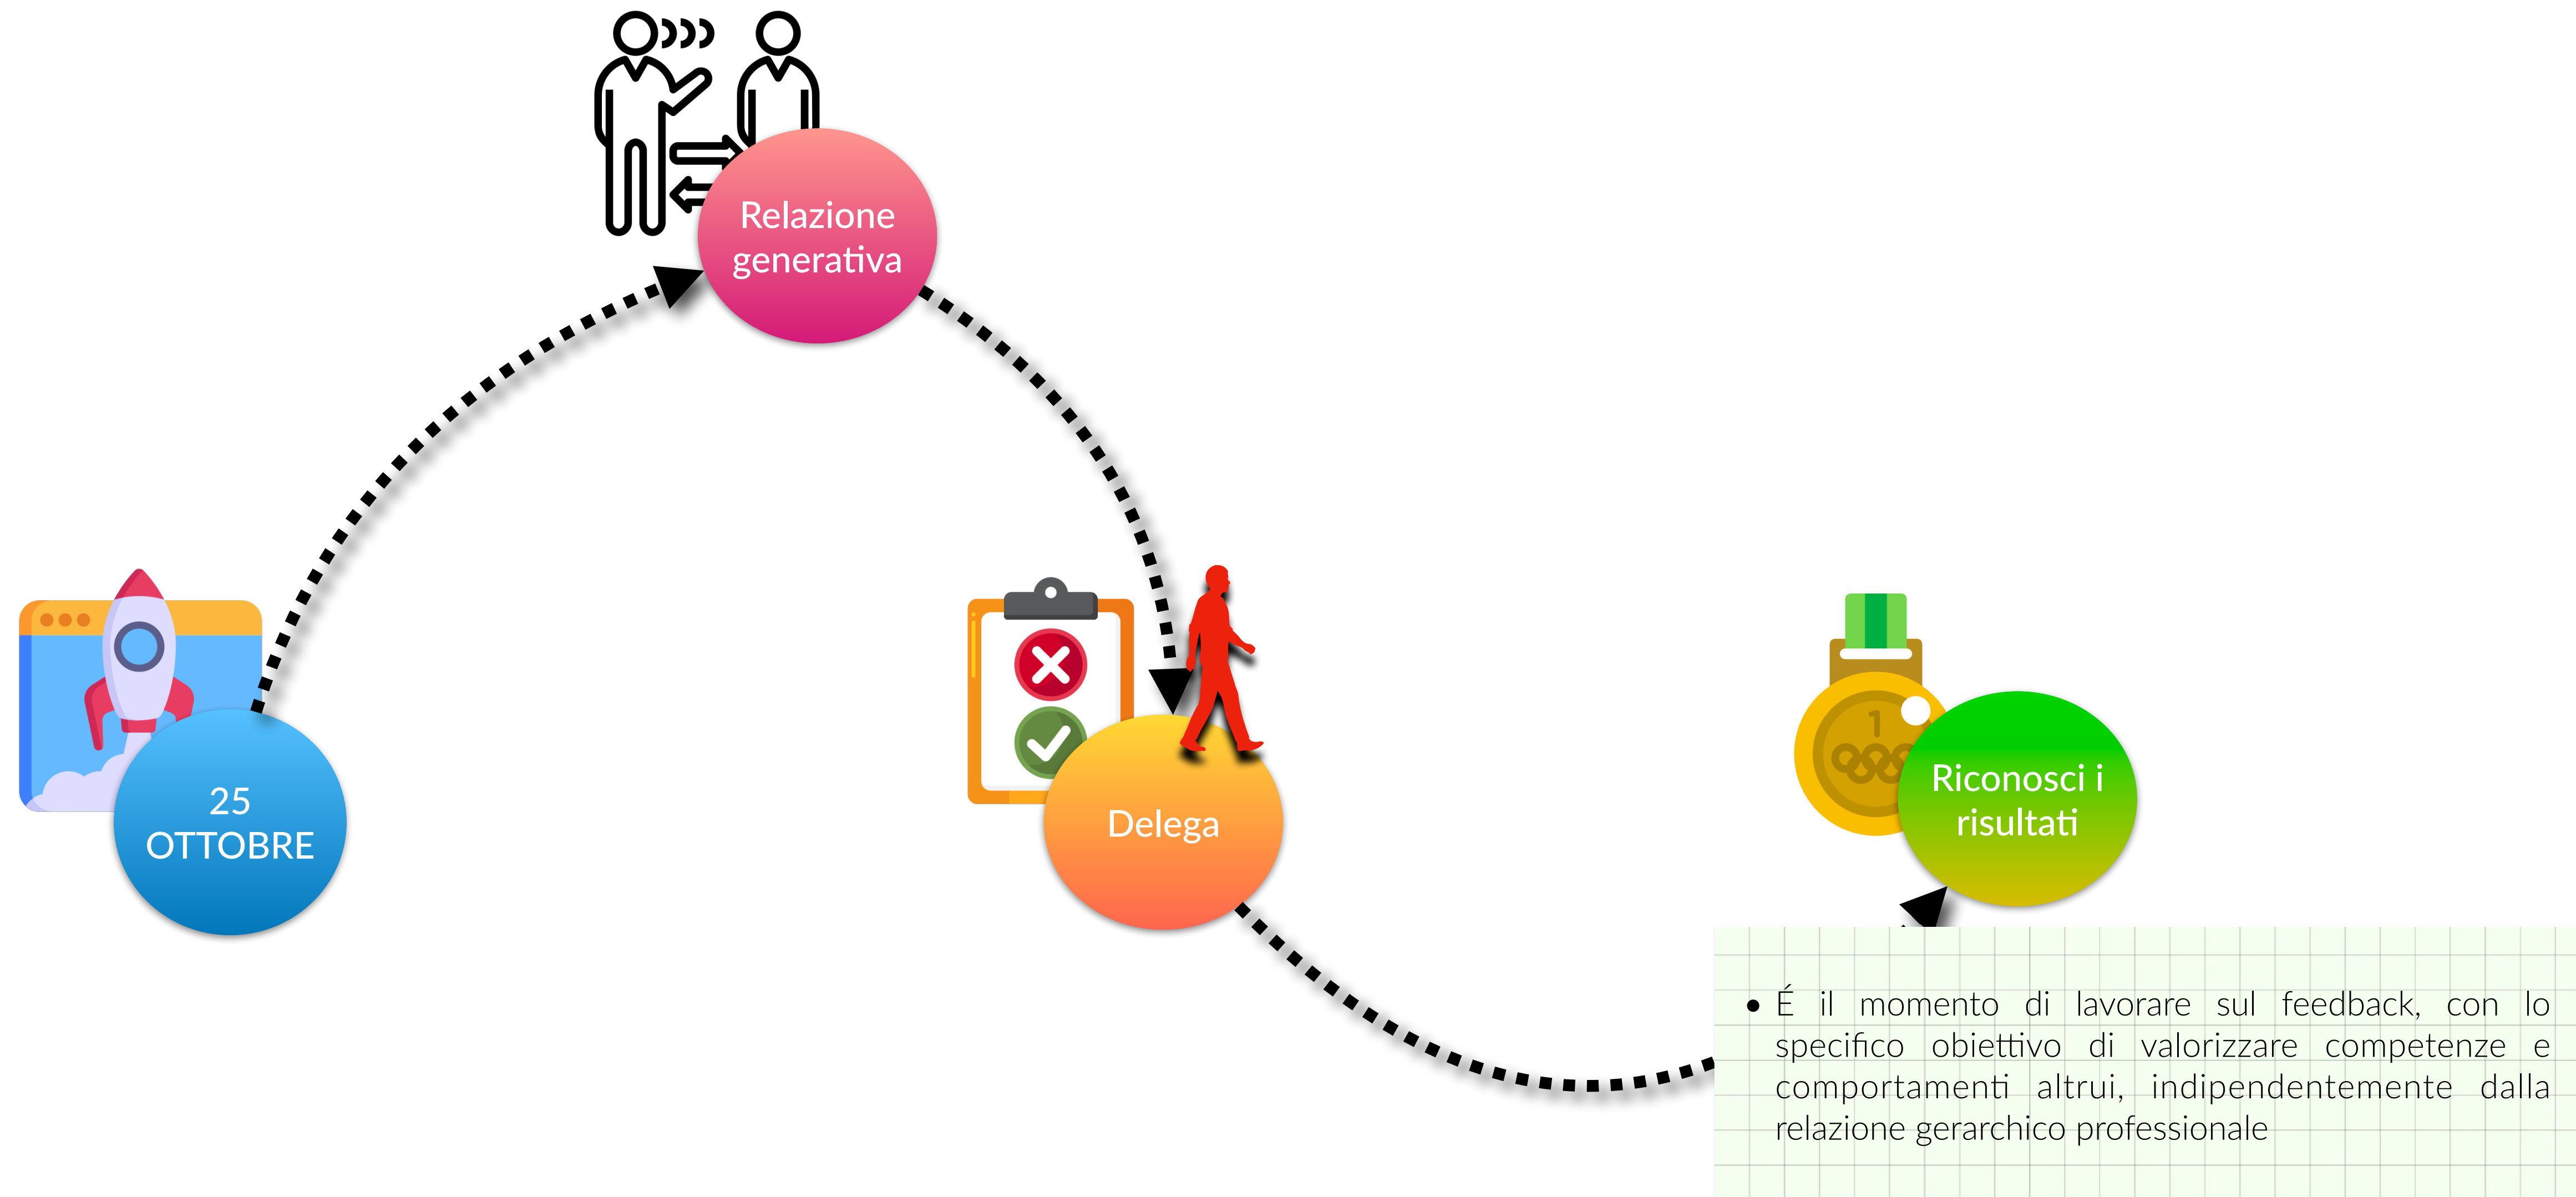 Relazione
generativa
25
OTTOBRE
Delega
1
Riconosci i
risultati
• É il momento di lavorare sul feedback, con lo
specifico obiettivo di valorizzare competenze e
comportamenti altrui, indipendentemente dalla
relazione gerarchico professionale